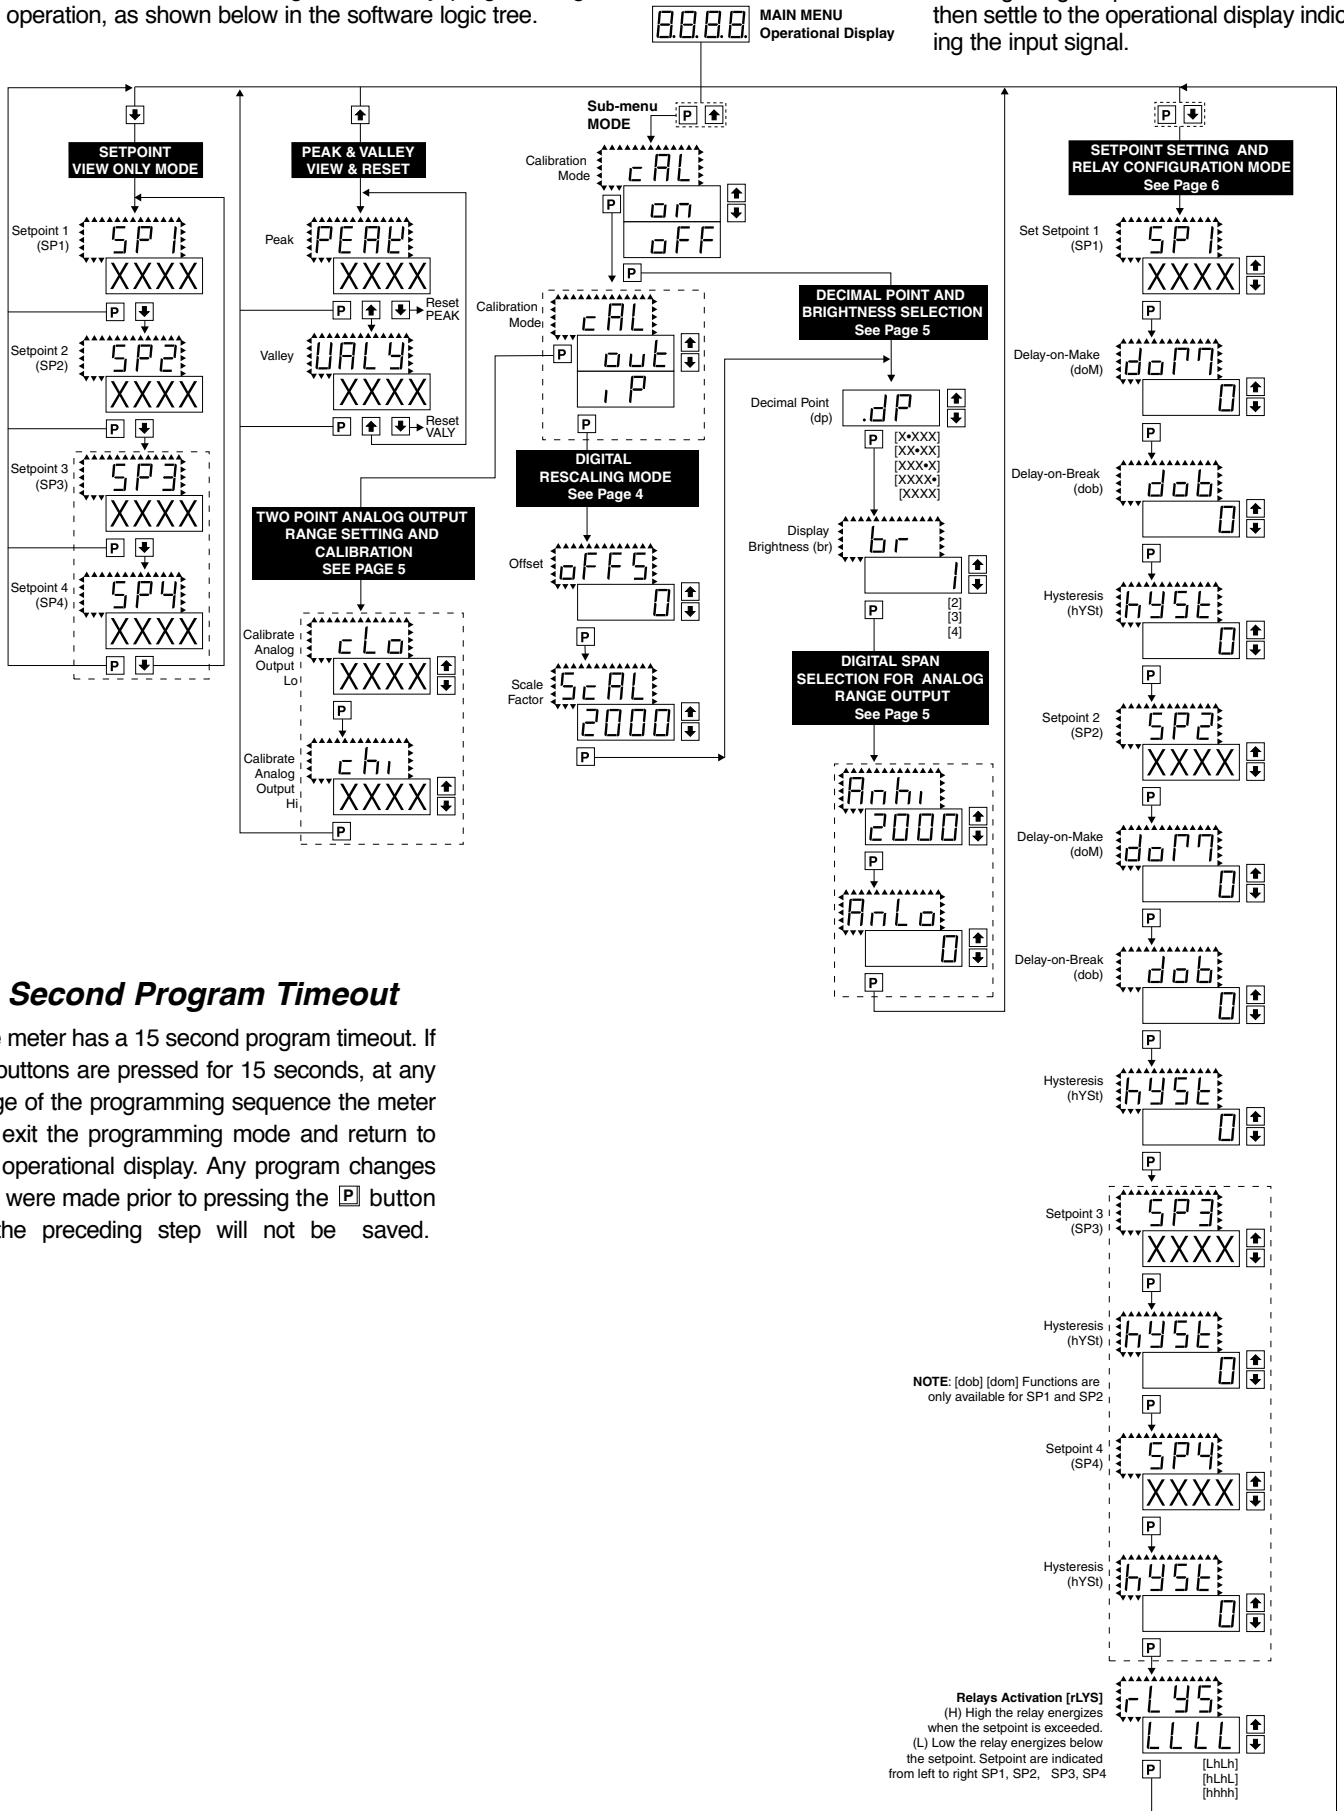 operation, as shown below in the software logic tree.
8.8.8.8.
MAIN MENU
Operational Display
then settle to the operational display indic
ing the input signal.
SETPOINT
VIEW ONLY MODE
Setpoint 1
(SP1)
SP1
XXXX
P
Setpoint 2
(SP2)
SP2
XXXX
P
Setpoint 3
(SP3)
SP3
XXXX
P
Setpoint 4
(SP4)
SP4
XXXX
P
PEAK & VALLEY
VIEW & RESET
Peak
PEAK
XXXX
P
Reset
PEAK
Valley
VALY
XXXX
P
Reset
VALY
Sub-menu
MODE
P
Calibration
Mode
cAL
on
oFF
P
P
Calibration
Mode
cAL
out
iP
P
P
TWO POINT ANALOG OUTPUT
RANGE SETTING AND
CALIBRATION
SEE PAGE 5
Calibrate
Analog
Output
Lo
cLo
XXXX
P
Calibrate
Analog
Output
Hi
chi
XXXX
P
DIGITAL
RESCALING MODE
See Page 4
Offset
oFFS
0
P
Scale
Factor
ScAL
2000
P
DECIMAL POINT AND
BRIGHTNESS SELECTION
See Page 5
Decimal Point
(dp)
.dP
P
[X•XXX]
[XX•XX]
[XXX•X]
[XXXX•]
[XXXX]
Display
Brightness (br)
br
1
P
[2]
[3]
[4]
DIGITAL SPAN
SELECTION FOR ANALOG
RANGE OUTPUT
See Page 5
Anhi
2000
P
AnLo
0
P
P
SETPOINT SETTING AND
RELAY CONFIGURATION MODE
See Page 6
Set Setpoint 1
(SP1)
SP1
XXXX
P
Delay-on-Make
(doM)
doM
0
P
Delay-on-Break
(dob)
dob
0
P
Hysteresis
(hYSt)
hYSt
0
P
Setpoint 2
(SP2)
SP2
XXXX
P
Delay-on-Make
(doM)
doM
0
P
Delay-on-Break
(dob)
dob
0
P
Hysteresis
(hYSt)
hYSt
0
P
Setpoint 3
(SP3)
SP3
XXXX
P
Hysteresis
(hYSt)
hYSt
0
NOTE: [dob] [dom] Functions are
only available for SP1 and SP2
P
Setpoint 4
(SP4)
SP4
XXXX
P
Hysteresis
(hYSt)
hYSt
0
P
Relays Activation [rLYS]
(H) High the relay energizes
when the setpoint is exceeded.
(L) Low the relay energizes below
the setpoint. Setpoint are indicated
from left to right SP1, SP2, SP3, SP4
rLYS
LLLL
P
[LhLh]
[hLhL]
[hhhh]
Second Program Timeout
e meter has a 15 second program timeout. If
buttons are pressed for 15 seconds, at any
ge of the programming sequence the meter
exit the programming mode and return to
operational display. Any program changes
were made prior to pressing the P button
the preceding step will not be saved.